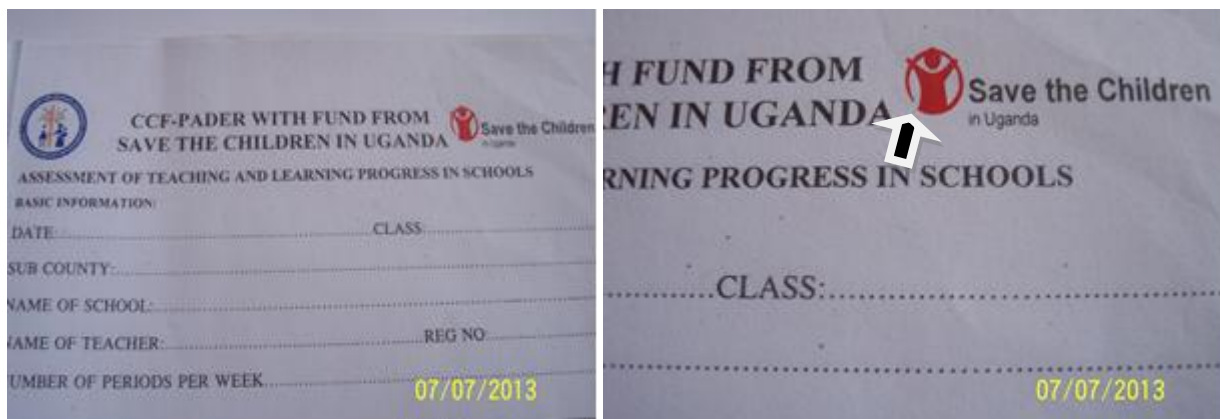 CCF-PADER WITH FUND FROM
SAVE THE CHILDREN IN UGANDA
Save the Children
in Uganda
ASSESSMENT OF TEACHING AND LEARNING PROGRESS IN SCHOOLS
BASIC INFORMATION:
DATE:..........CLASS:..........
SUB COUNTY:..........
NAME OF SCHOOL:..........
NAME OF TEACHER:..........REG NO..........
UMBER OF PERIODS PER WEEK..........
07/07/2013
H FUND FROM
EN IN UGANDA
Save the Children
in Uganda
RNING PROGRESS IN SCHOOLS
..........CLASS:..........
07/07/2013